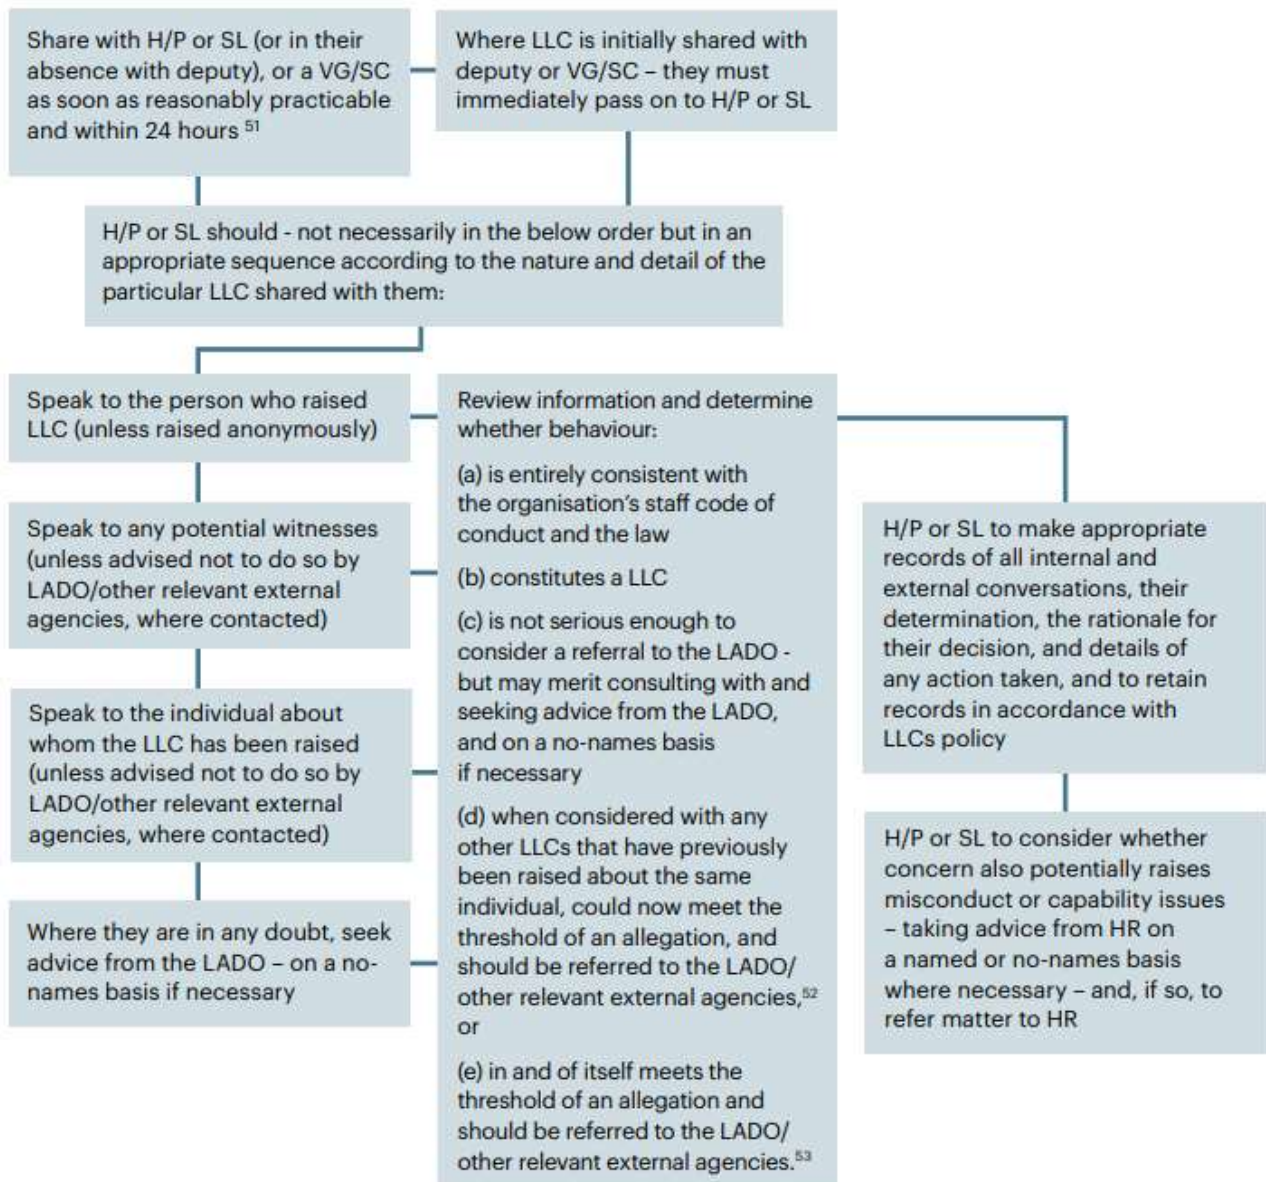 Share with H/P or SL (or in their
absence with deputy), or a VG/SC
as soon as reasonably practicable
and within 24 hours 51
Where LLC is initially shared with
deputy or VG/SC – they must
immediately pass on to H/P or SL
H/P or SL should - not necessarily in the below order but in an
appropriate sequence according to the nature and detail of the
particular LLC shared with them:
Speak to the person who raised
LLC (unless raised anonymously)
Speak to any potential witnesses
(unless advised not to do so by
LADO/other relevant external
agencies, where contacted)
Speak to the individual about
whom the LLC has been raised
(unless advised not to do so by
LADO/other relevant external
agencies, where contacted)
Where they are in any doubt, seek
advice from the LADO – on a no-
names basis if necessary
Review information and determine
whether behaviour:
(a) is entirely consistent with
the organisation's staff code of
conduct and the law
(b) constitutes a LLC
(c) is not serious enough to
consider a referral to the LADO -
but may merit consulting with and
seeking advice from the LADO,
and on a no-names basis
if necessary
(d) when considered with any
other LLCs that have previously
been raised about the same
individual, could now meet the
threshold of an allegation, and
should be referred to the LADO/
other relevant external agencies,52
or
(e) in and of itself meets the
threshold of an allegation and
should be referred to the LADO/
other relevant external agencies.53
H/P or SL to make appropriate
records of all internal and
external conversations, their
determination, the rationale for
their decision, and details of
any action taken, and to retain
records in accordance with
LLCs policy
H/P or SL to consider whether
concern also potentially raises
misconduct or capability issues
– taking advice from HR on
a named or no-names basis
where necessary – and, if so, to
refer matter to HR